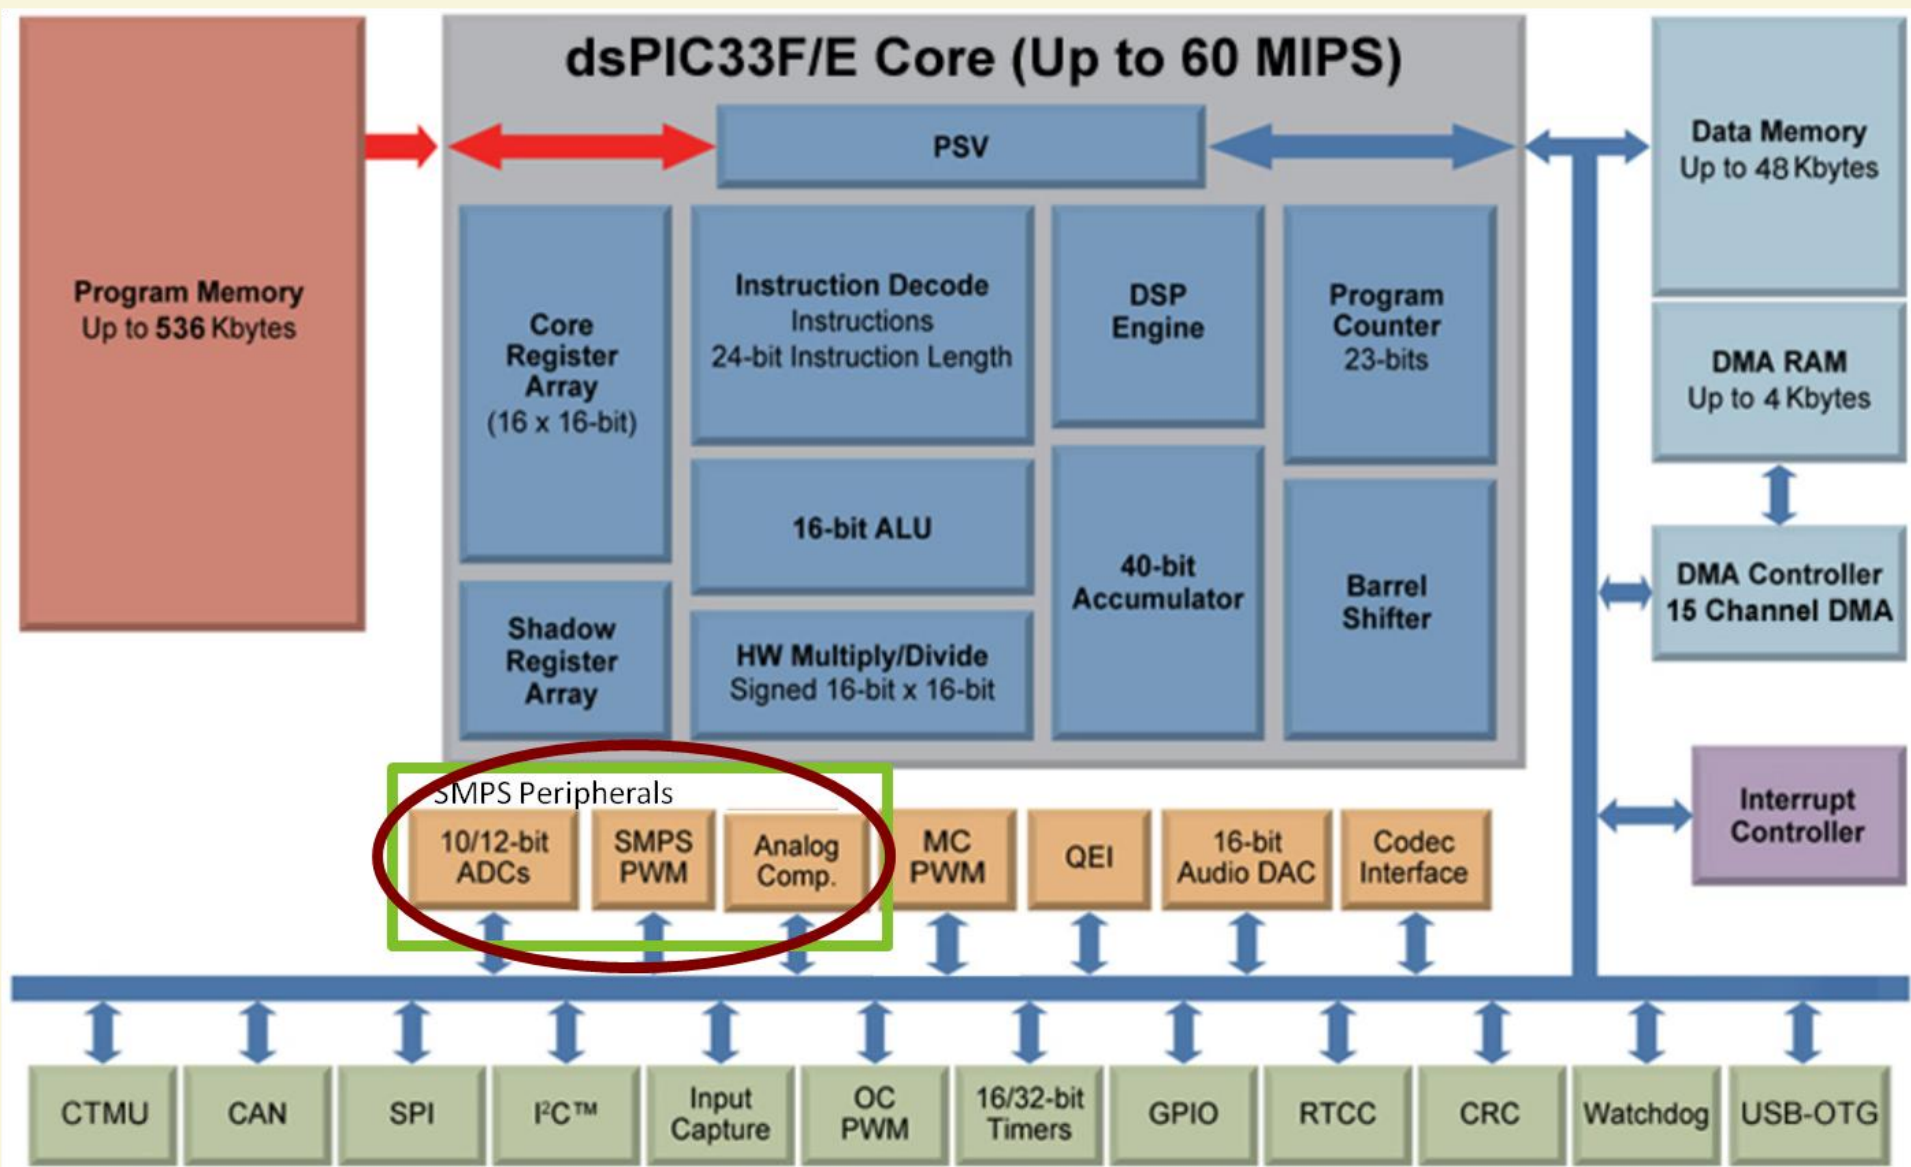 dsPIC33F/E Core (Up to 60 MIPS)
PSV
Program Memory
Up to 536 Kbytes
Core
Register
Array
(16 x 16-bit)
Shadow
Register
Array
Instruction Decode
Instructions
24-bit Instruction Length
16-bit ALU
HW Multiply/Divide
Signed 16-bit x 16-bit
DSP
Engine
40-bit
Accumulator
Program
Counter
23-bits
Barrel
Shifter
Data Memory
Up to 48 Kbytes
DMA RAM
Up to 4 Kbytes
DMA Controller
15 Channel DMA
Interrupt
Controller
SMPS Peripherals
10/12-bit
ADCs
SMPS
PWM
Analog
Comp.
MC
PWM
QEI
16-bit
Audio DAC
Codec
Interface
CTMU
CAN
SPI
I²C™
Input
Capture
OC
PWM
16/32-bit
Timers
GPIO
RTCC
CRC
Watchdog
USB-OTG